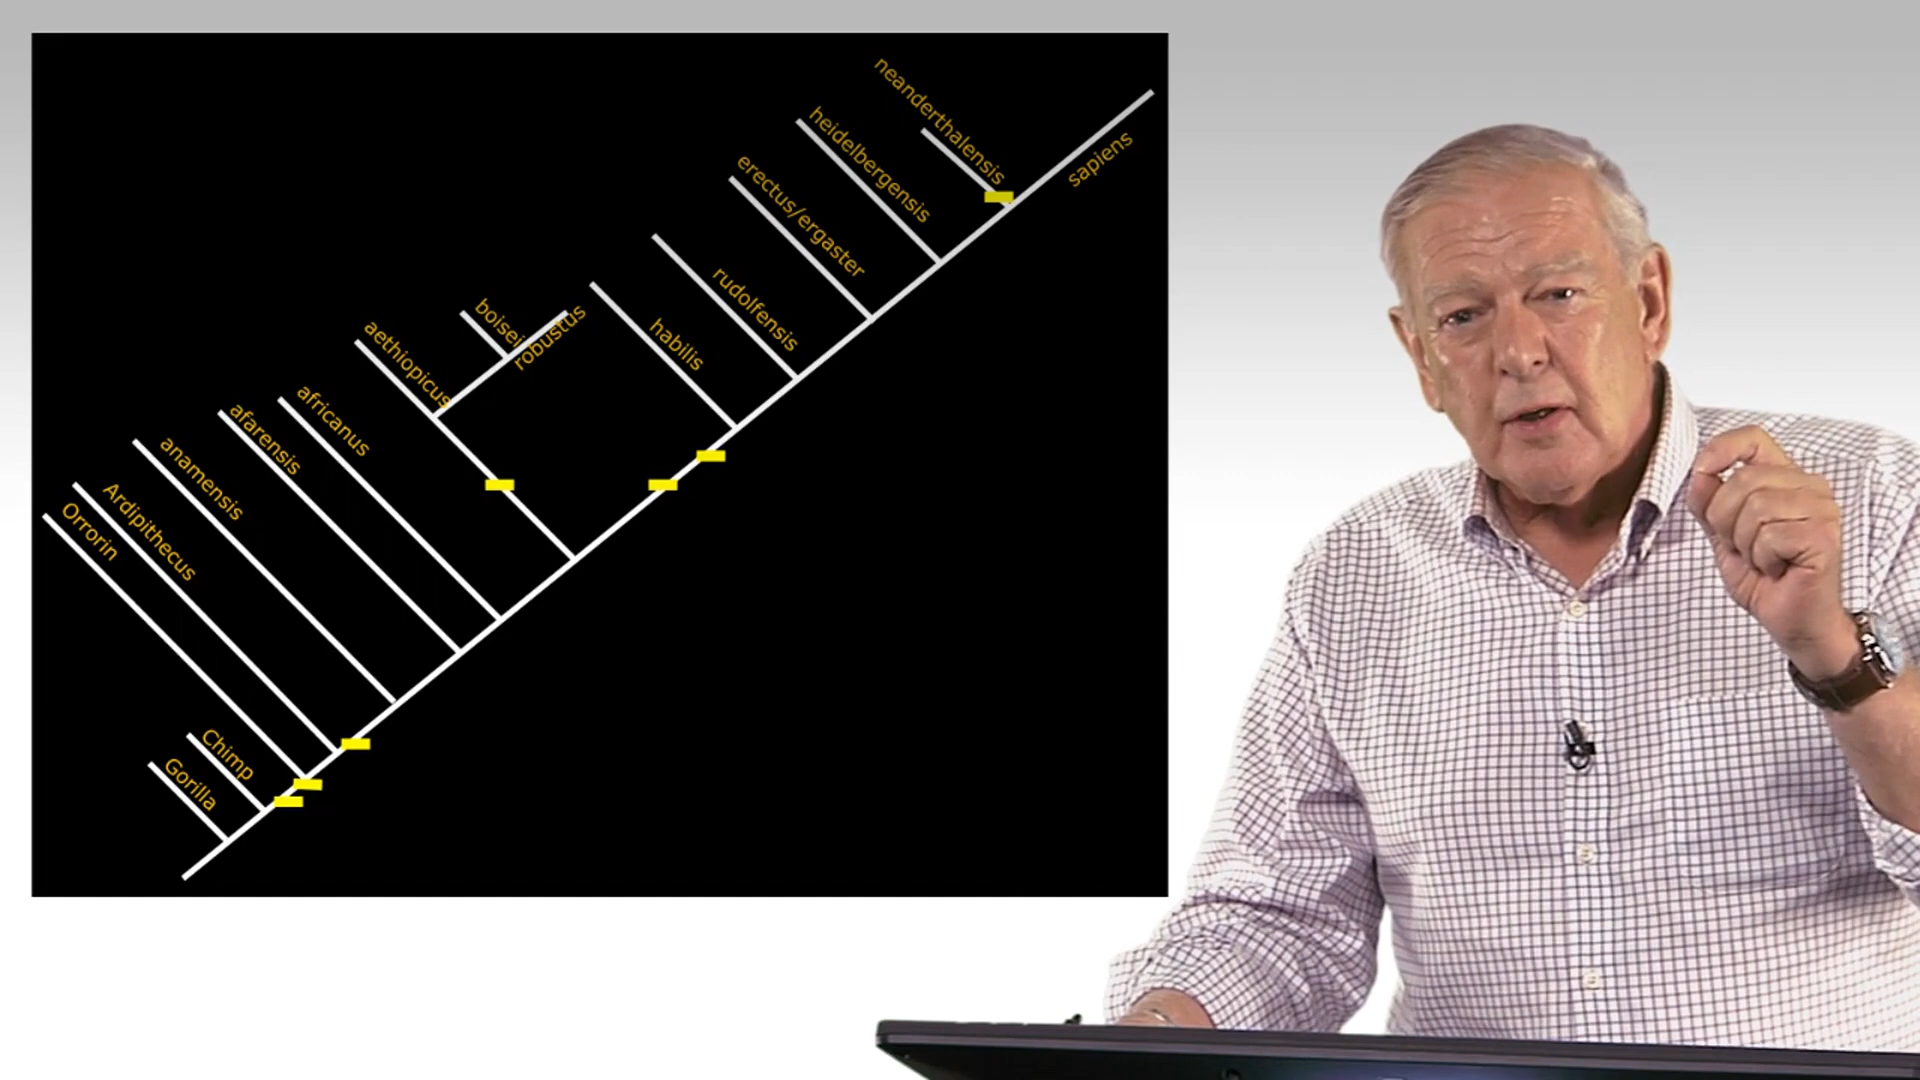 neanderthalensis
heidelbergensis
erectus/ergaster
sapiens
rudolfensis
habilis
boisei
robustus
aethiopicus
africanus
afarensis
anamensis
Ardipithecus
Orrorin
Chimp
Gorilla